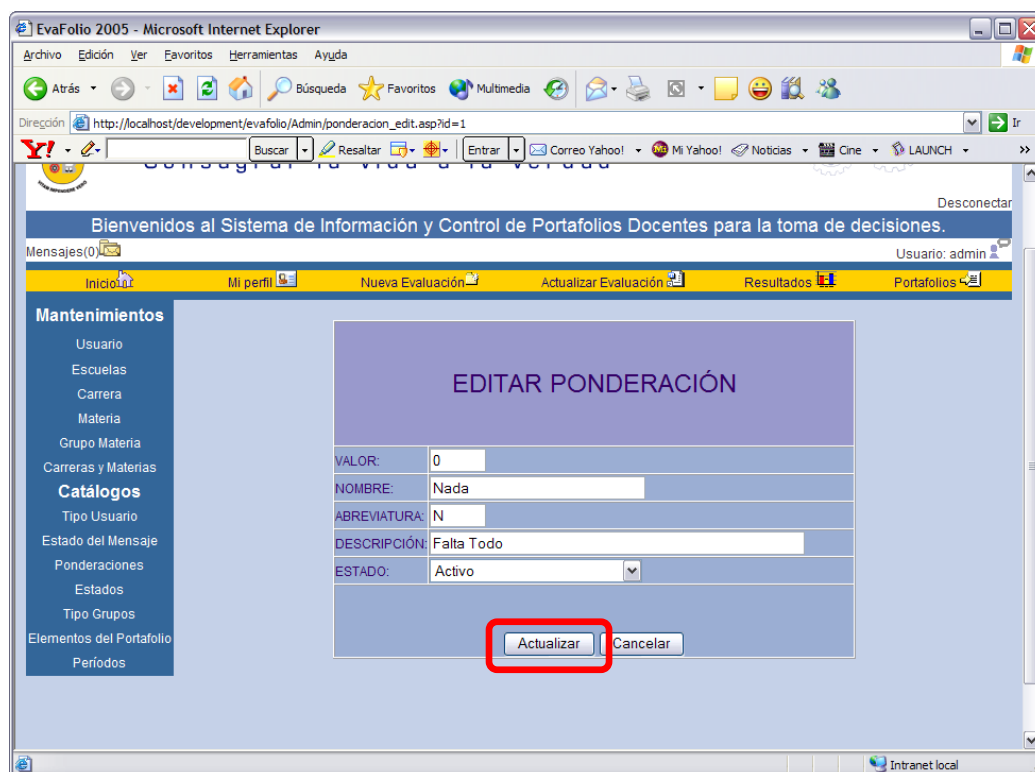 EvaFolio 2005 - Microsoft Internet Explorer
Archivo Edición Ver Favoritos Herramientas Ayuda
Atrás Búsqueda Favoritos Multimedia
Dirección http://localhost/development/evafolio/Admin/ponderacion_edit.asp?id=1 Ir
Y! Buscar Resaltar Entrar Correo Yahoo! Mi Yahoo! Noticias Cine LAUNCH »
Consagrar la vida a la verdad
Desconectar
Bienvenidos al Sistema de Información y Control de Portafolios Docentes para la toma de decisiones.
Mensajes(0) Usuario: admin
Inicio Mi perfil Nueva Evaluación Actualizar Evaluación Resultados Portafolios
Mantenimientos
Usuario
Escuelas
Carrera
Materia
Grupo Materia
Carreras y Materias
Catálogos
Tipo Usuario
Estado del Mensaje
Ponderaciones
Estados
Tipo Grupos
Elementos del Portafolio
Períodos
EDITAR PONDERACIÓN
VALOR: 0
NOMBRE: Nada
ABREVIATURA: N
DESCRIPCIÓN: Falta Todo
ESTADO: Activo
Actualizar Cancelar
Intranet local